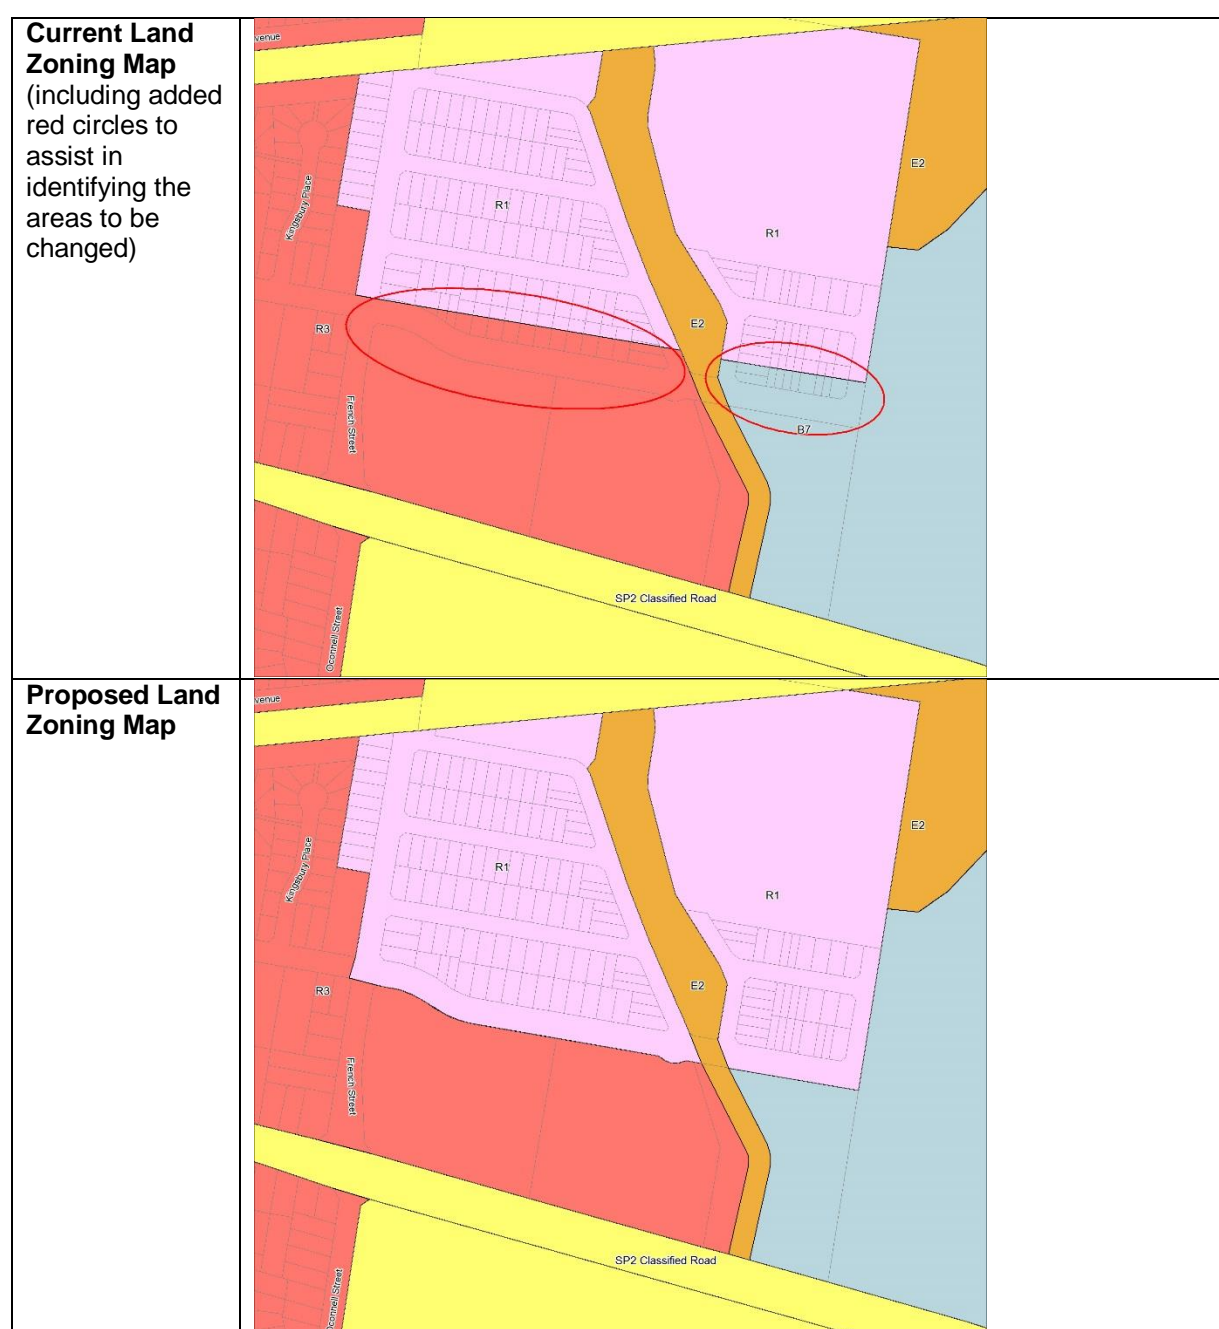 Current Land
Zoning Map
(including added
red circles to
assist in
identifying the
areas to be
changed)
venue
Kingsbury Place
R1
R1
E2
R3
E2
French Street
B7
SP2 Classified Road
Oconnell Street
Proposed Land
Zoning Map
venue
Kingsbury Place
R1
R1
E2
R3
E2
French Street
SP2 Classified Road
Oconnell Street